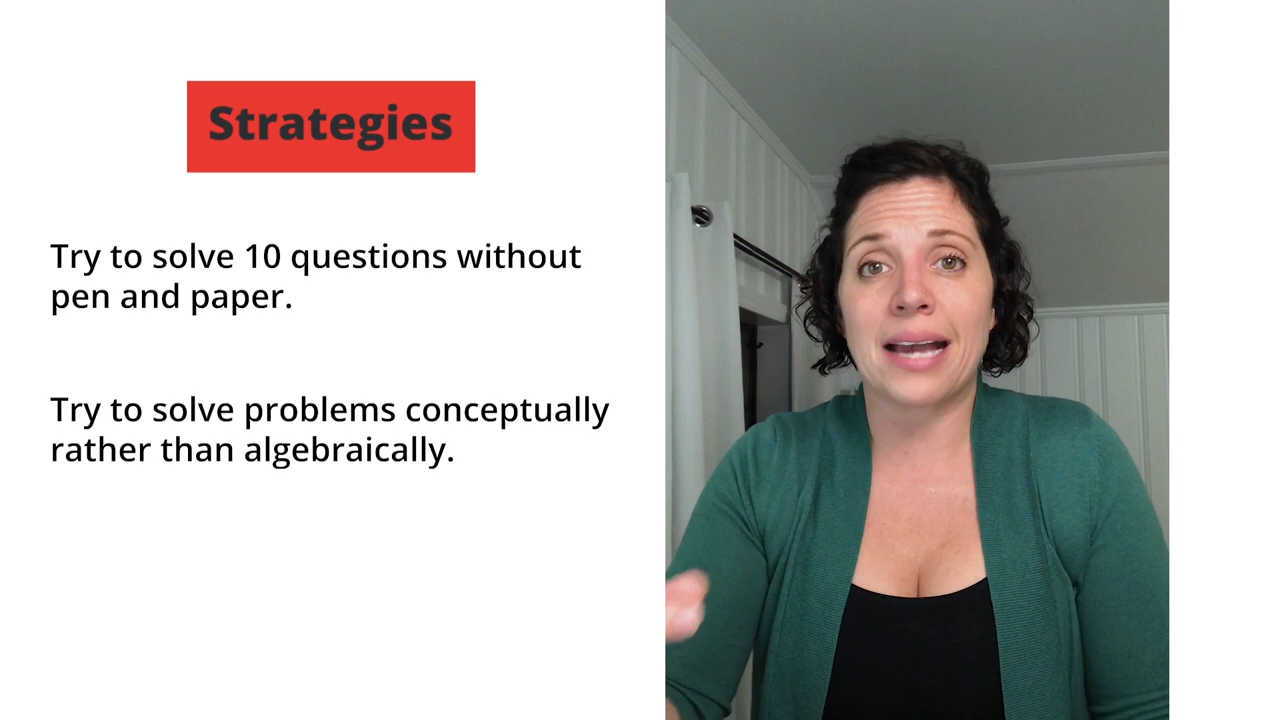 Strategies
Try to solve 10 questions without
pen and paper.
Try to solve problems conceptually
rather than algebraically.